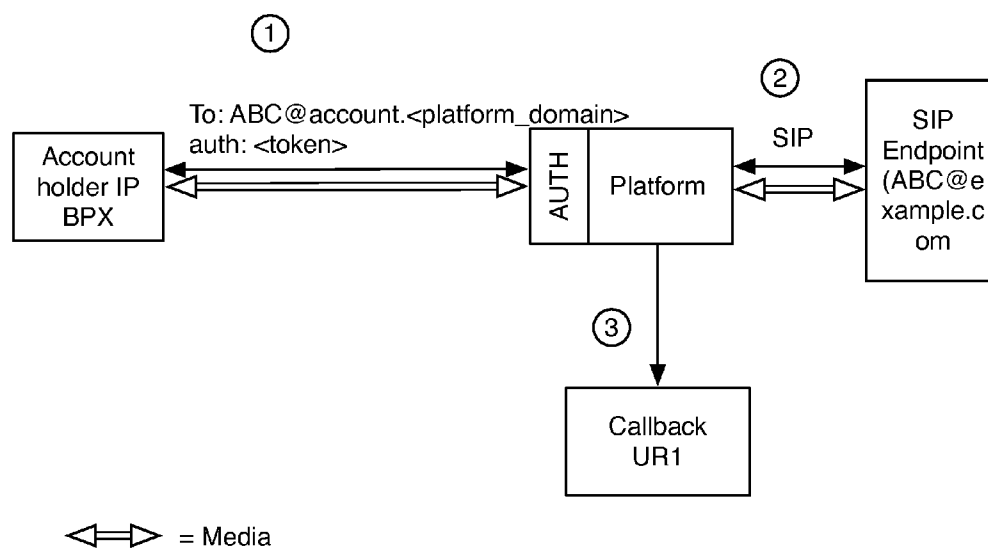 1
To: ABC@account.<platform_domain>
auth: <token>
Account
holder IP
BPX
AUTH
Platform
2
SIP
SIP
Endpoint
(ABC@e
xample.c
om
3
Callback
UR1
= Media